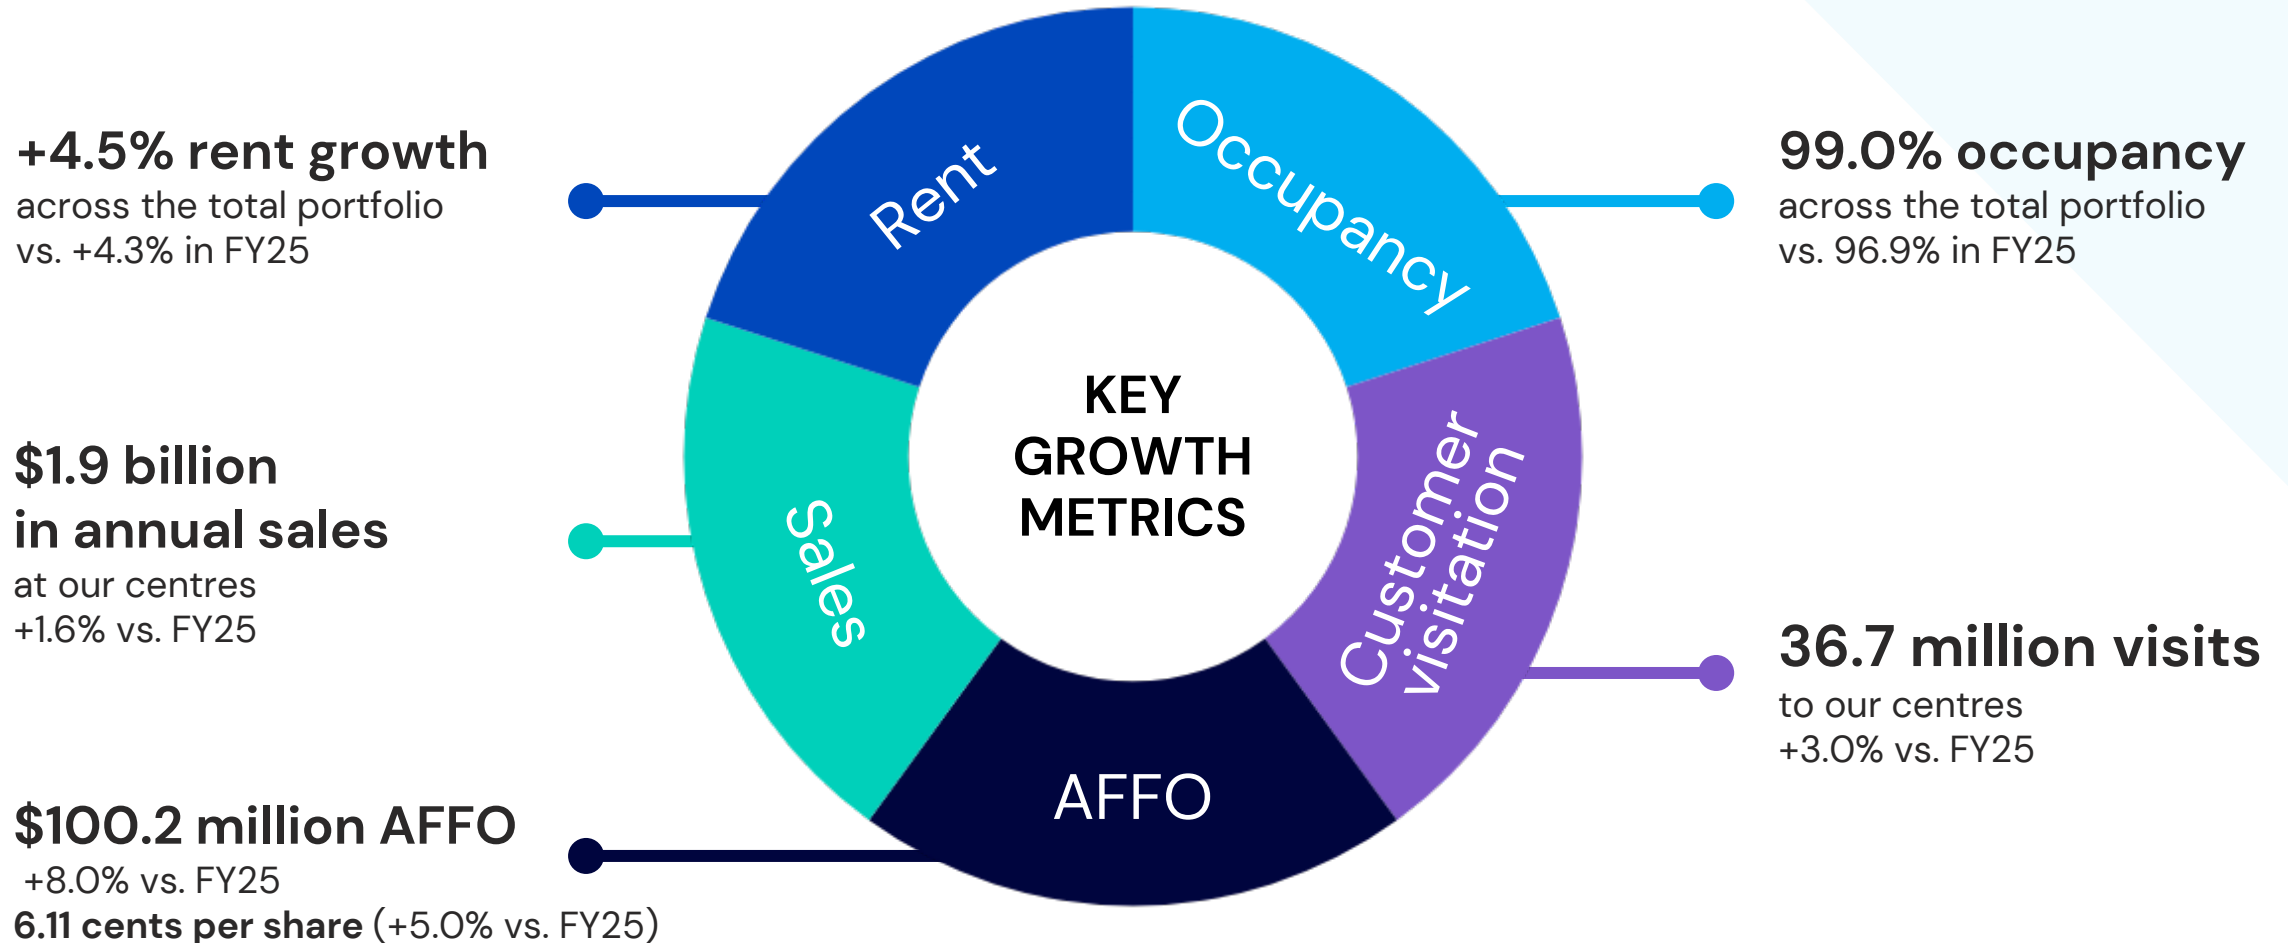 +4.5% rent growth
across the total portfolio
vs. +4.3% in FY25
$1.9 billion
in annual sales
at our centres
+1.6% vs. FY25
$100.2 million AFFO
+8.0% vs. FY25
6.11 cents per share (+5.0% vs. FY25)
Rent
Occupancy
Sales
Customer
visitation
AFFO
KEY
GROWTH
METRICS
99.0% occupancy
across the total portfolio
vs. 96.9% in FY25
36.7 million visits
to our centres
+3.0% vs. FY25